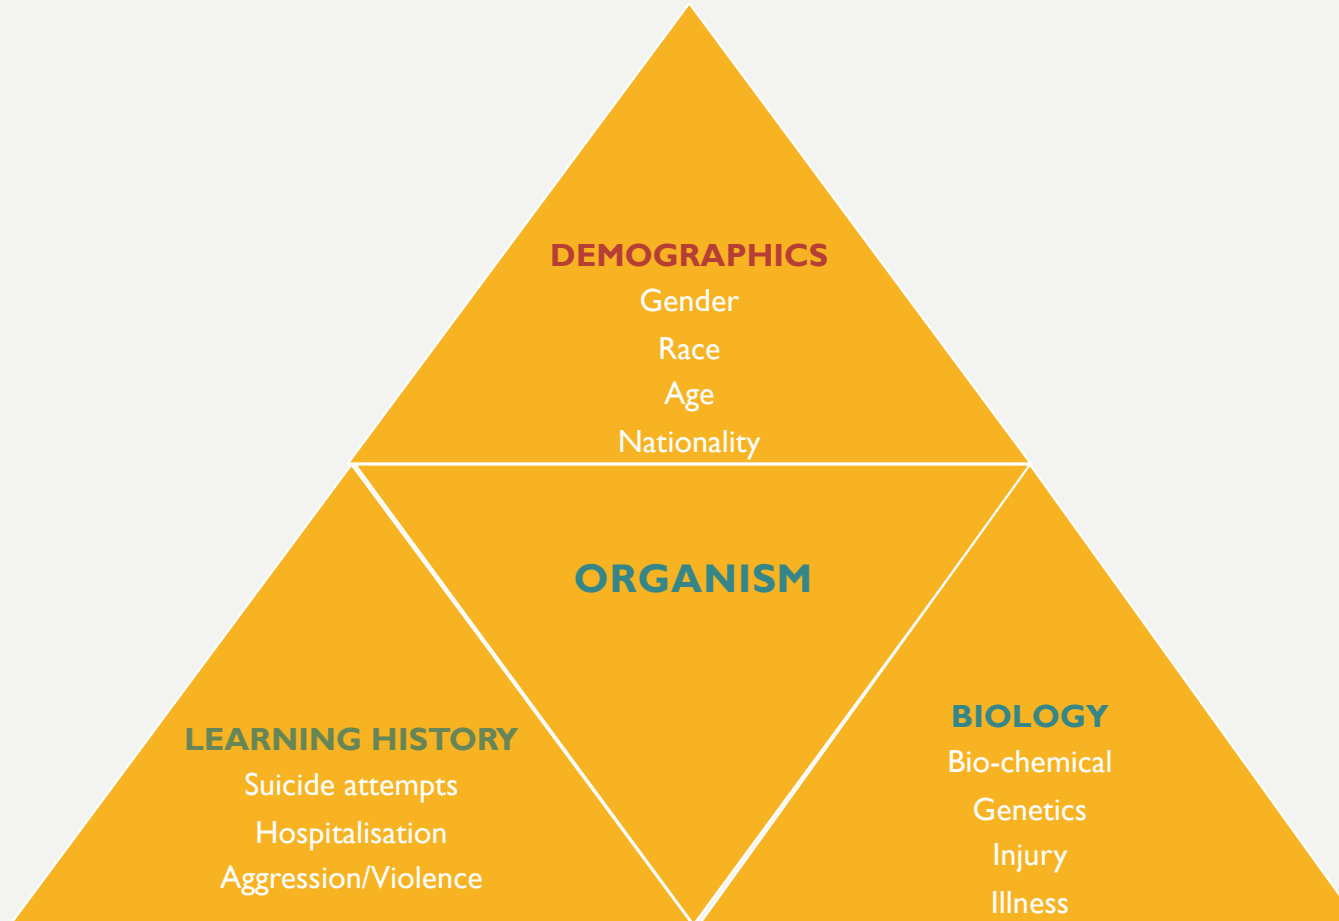 DEMOGRAPHICS
Gender
Race
Age
Nationality
ORGANISM
LEARNING HISTORY
Suicide attempts
Hospitalisation
Aggression/Violence
BIOLOGY
Bio-chemical
Genetics
Injury
Illness